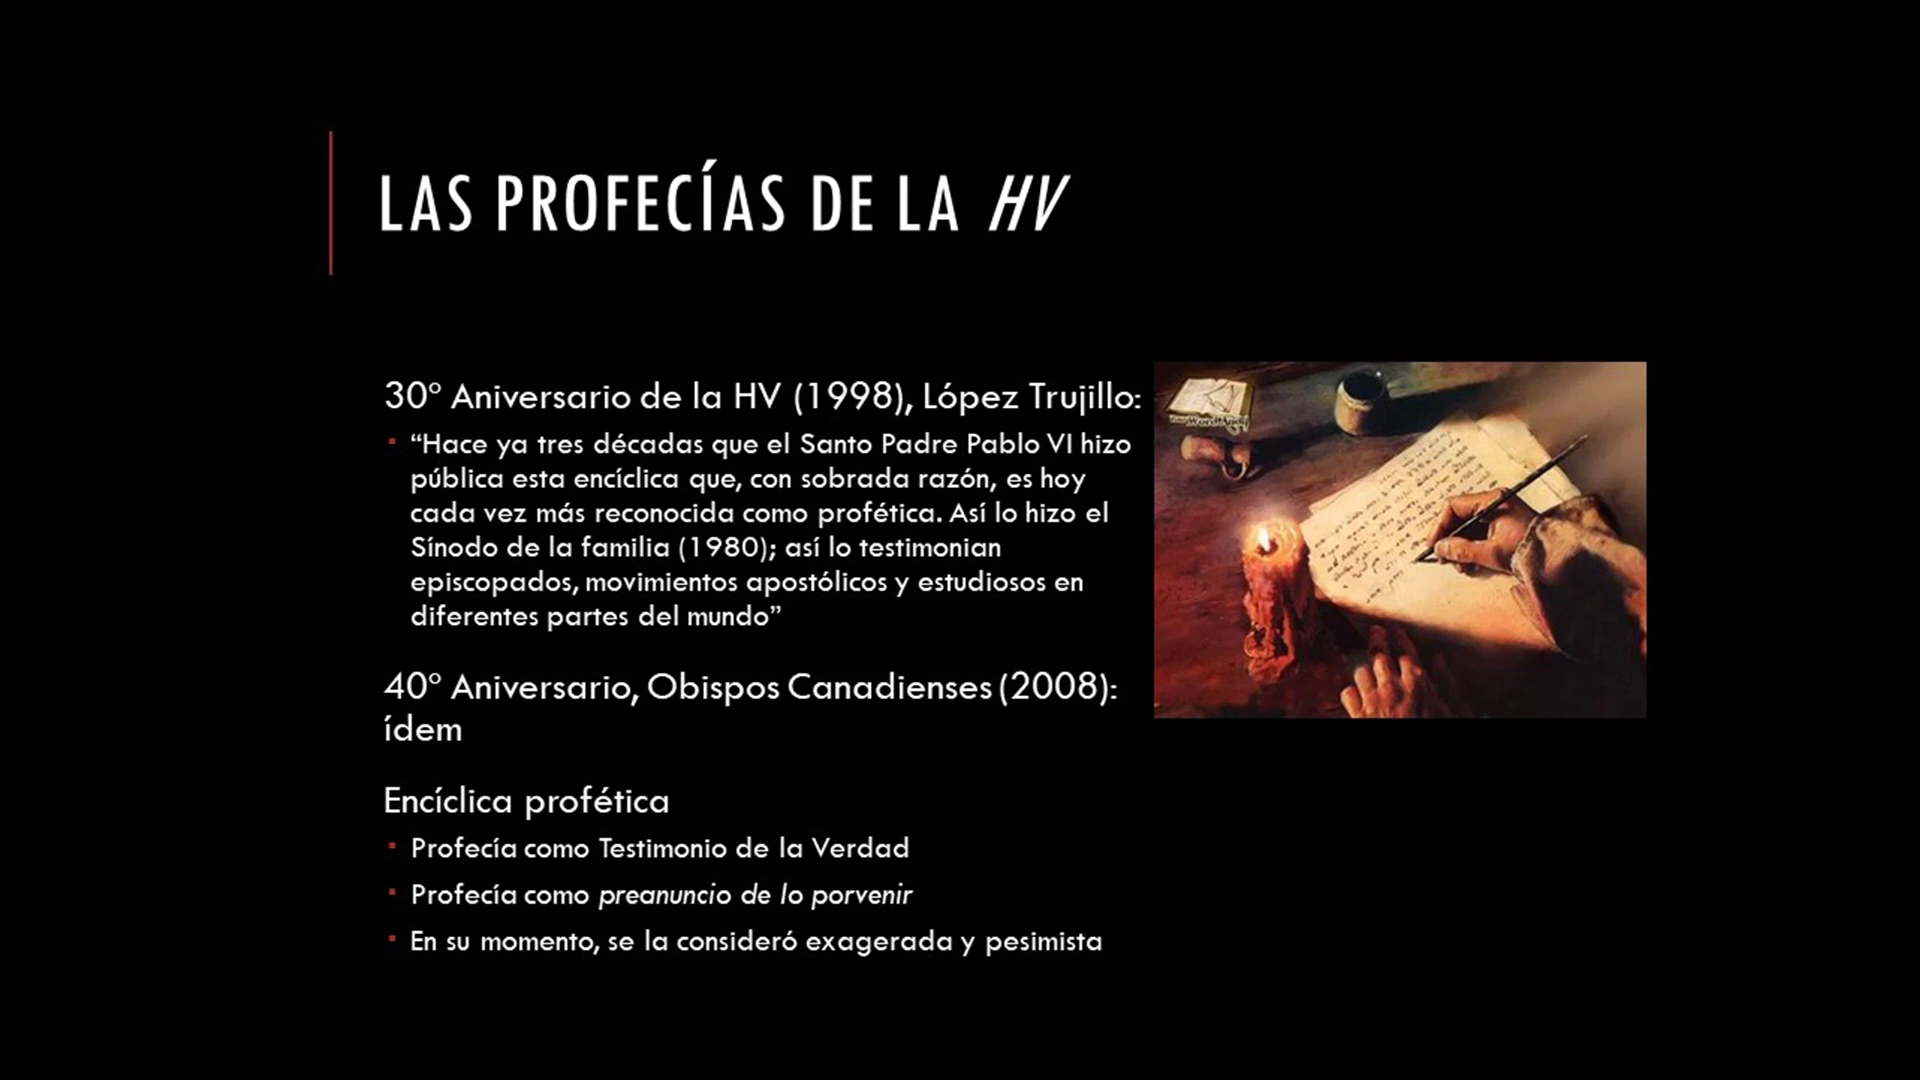 LAS PROFECÍAS DE LA HV
30º Aniversario de la HV (1998), López Trujillo:
“Hace ya tres décadas que el Santo Padre Pablo VI hizo
pública esta encíclica que, con sobrada razón, es hoy
cada vez más reconocida como profética. Así lo hizo el
Sínodo de la familia (1980); así lo testimonian
episcopados, movimientos apostólicos y estudiosos en
diferentes partes del mundo”
40º Aniversario, Obispos Canadienses (2008):
ídem
Encíclica profética
Profecía como Testimonio de la Verdad
Profecía como preanuncio de lo porvenir
En su momento, se la consideró exagerada y pesimista